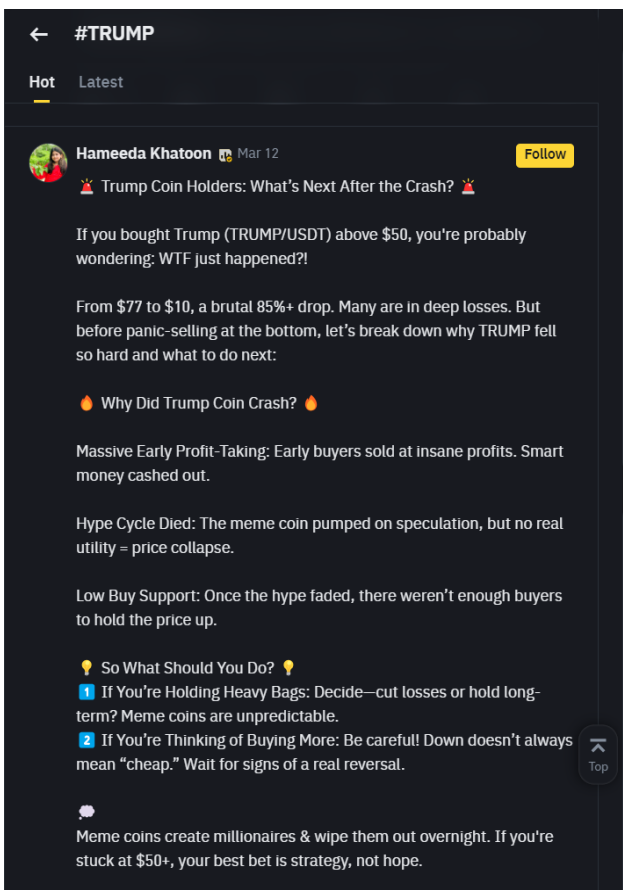 ← #TRUMP
Hot Latest
Hameeda Khatoon Mar 12
Follow
🚨 Trump Coin Holders: What's Next After the Crash? 🚨
If you bought Trump (TRUMP/USDT) above $50, you're probably
wondering: WTF just happened?!
From $77 to $10, a brutal 85%+ drop. Many are in deep losses. But
before panic-selling at the bottom, let's break down why TRUMP fell
so hard and what to do next:
🔥 Why Did Trump Coin Crash? 🔥
Massive Early Profit-Taking: Early buyers sold at insane profits. Smart
money cashed out.
Hype Cycle Died: The meme coin pumped on speculation, but no real
utility = price collapse.
Low Buy Support: Once the hype faded, there weren't enough buyers
to hold the price up.
💡 So What Should You Do? 💡
1️⃣ If You're Holding Heavy Bags: Decide—cut losses or hold long-
term? Meme coins are unpredictable.
2️⃣ If You're Thinking of Buying More: Be careful! Down doesn't always
mean “cheap.” Wait for signs of a real reversal.
💭
Meme coins create millionaires & wipe them out overnight. If you're
stuck at $50+, your best bet is strategy, not hope.
Top